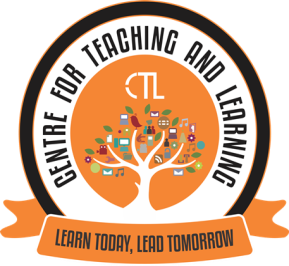 CENTRE FOR TEACHING AND LEARNING
CTL
LEARN TODAY, LEAD TOMORROW